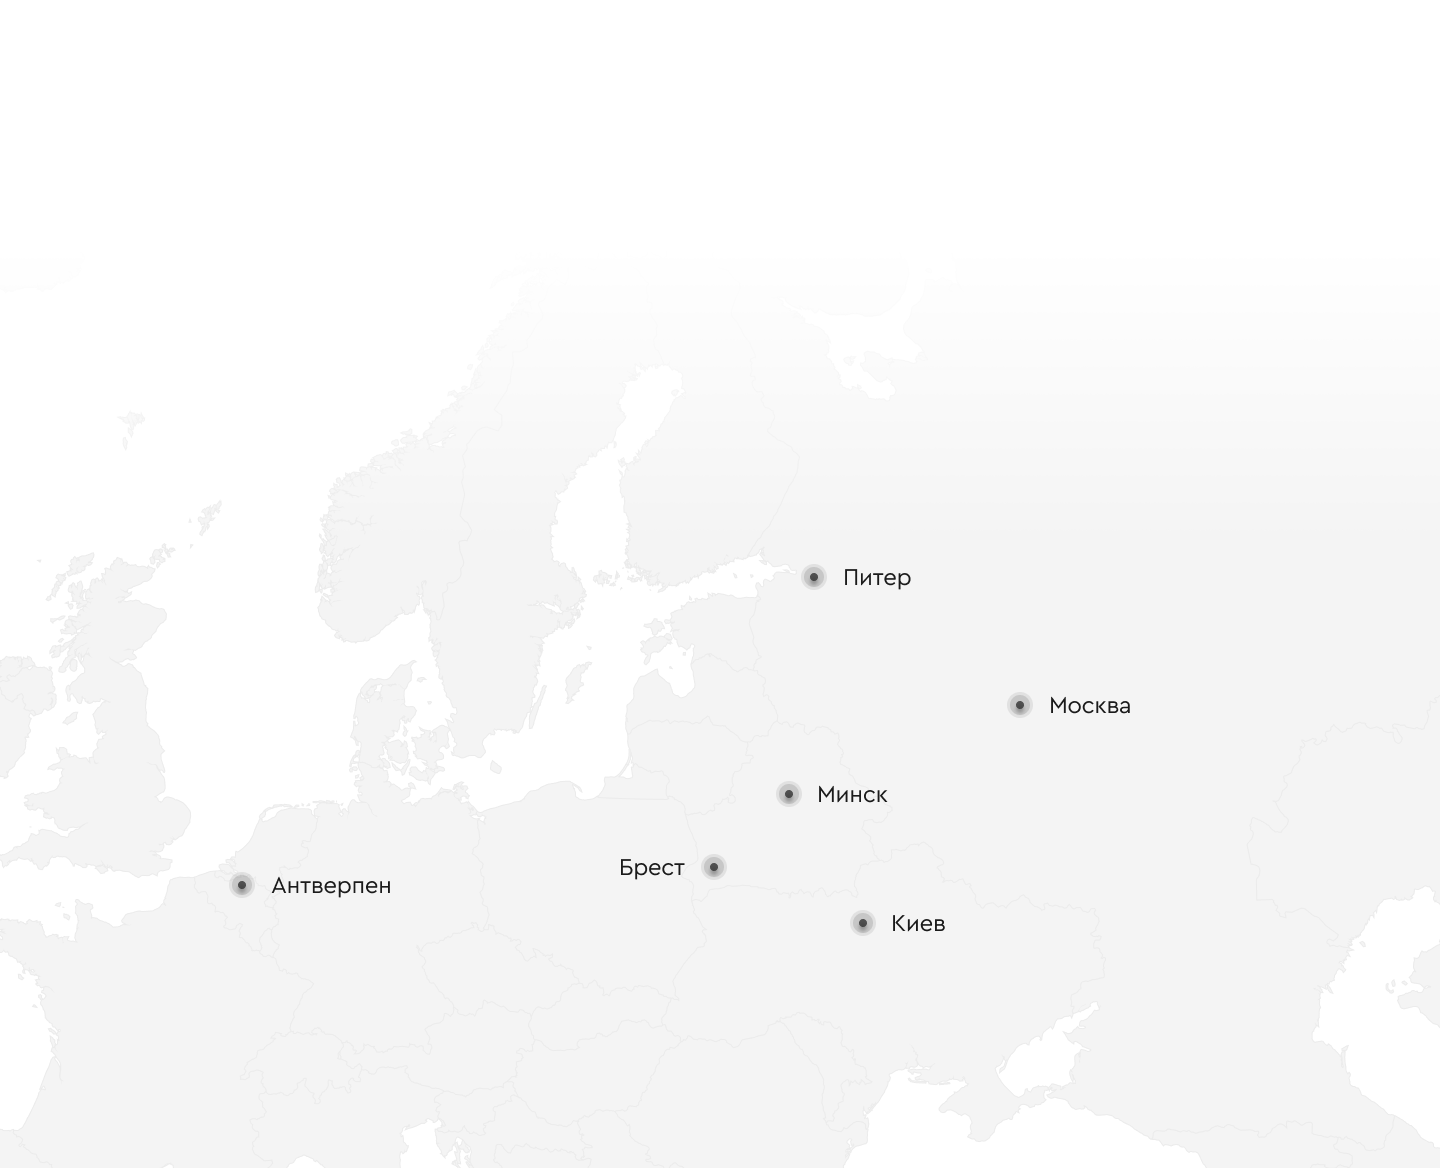 Питер
Москва
Минск
Брест
Антверпен
Киев